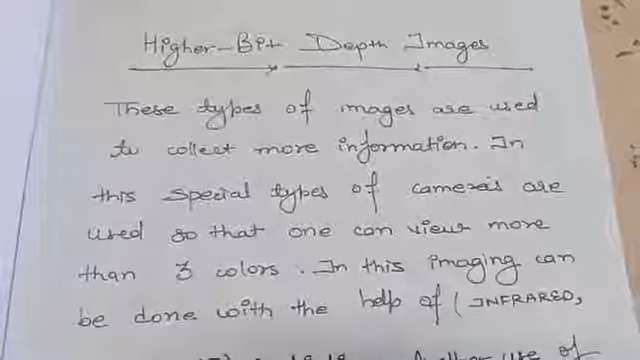 Higher-Bit Depth Images
These types of images are used
to collect more information. In
this special types of camera's are
used so that one can view more
than 3 colors. In this imaging can
be done with the help of (INFRARED,